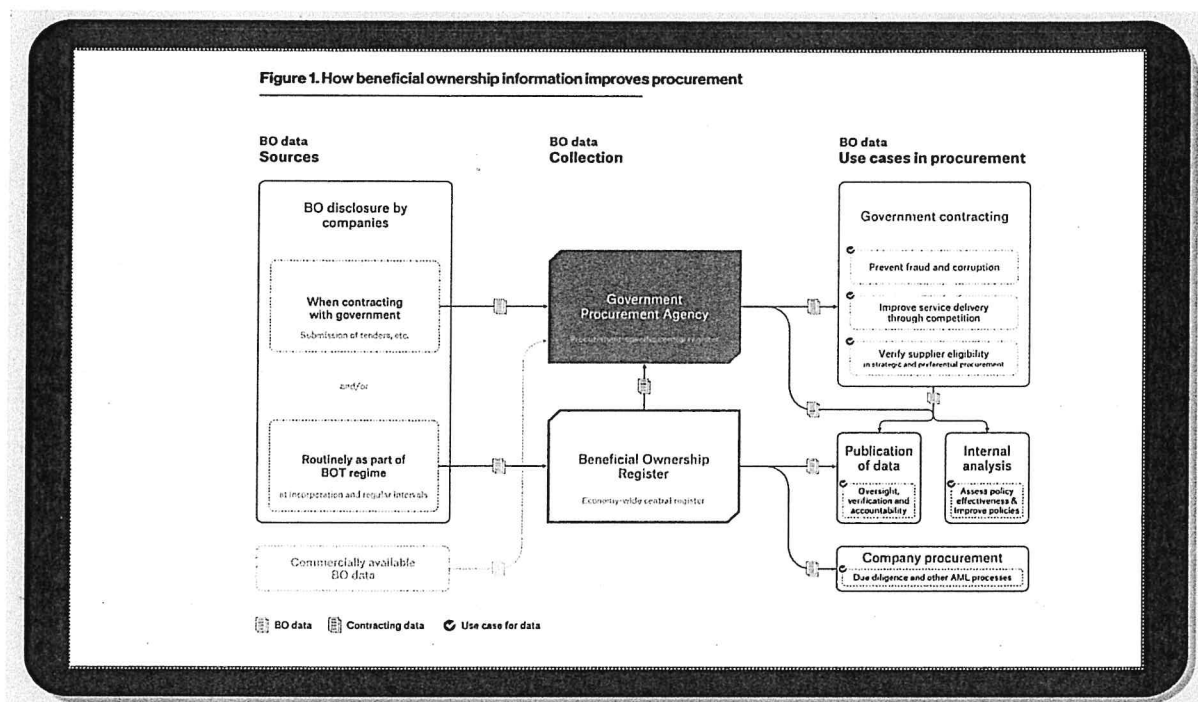 Figure 1. How beneficial ownership information improves procurement
BO data
Sources
BO disclosure by
companies
When contracting
with government
Submission of tenders, etc.
and/or
Routinely as part of
BOT regime
at incorporation and regular intervals
Commercially available
BO data
BO data
Collection
Government
Procurement Agency
Procurement-specific central register
Beneficial Ownership
Register
Economy-wide central register
BO data
Use cases in procurement
Government contracting
Prevent fraud and corruption
Improve service delivery
through competition
Verify supplier eligibility
in strategic and preferential procurement
Publication
of data
Oversight,
verification and
accountability
Internal
analysis
Assess policy
effectiveness &
Improve policies
Company procurement
Due diligence and other AML processes
BO data
Contracting data
Use case for data